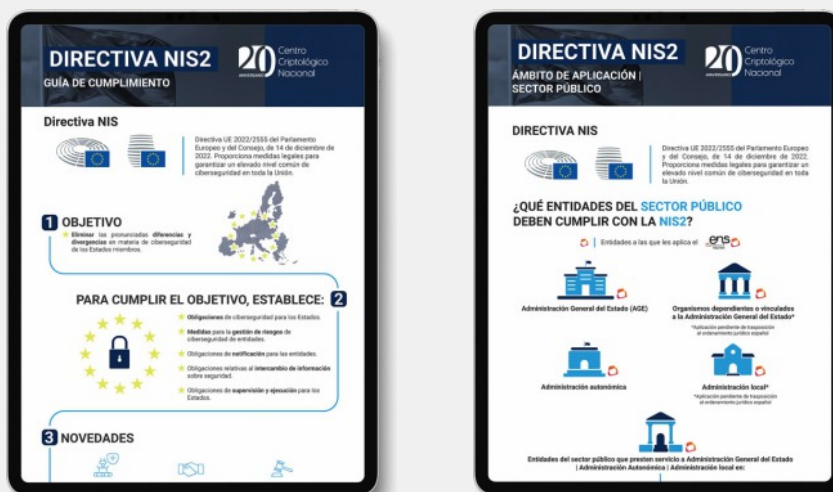 DIRECTIVA NIS2
GUÍA DE CUMPLIMIENTO
20
ANIVERSARIO
Centro
Criptológico
Nacional
Directiva NIS
Directiva UE 2022/2555 del Parlamento
Europeo y del Consejo, de 14 de diciembre de
2022. Proporciona medidas legales para
garantizar un elevado nivel común de
ciberseguridad en toda la Unión.
1 OBJETIVO
Eliminar las pronunciadas diferencias y
divergencias en materia de ciberseguridad
de los Estados miembros.
PARA CUMPLIR EL OBJETIVO, ESTABLECE: 2
Obligaciones de ciberseguridad para los Estados.
Medidas para la gestión de riesgos de
ciberseguridad de entidades.
Obligaciones de notificación para las entidades.
Obligaciones relativas al intercambio de información
sobre seguridad.
Obligaciones de supervisión y ejecución para los
Estados.
3 NOVEDADES
DIRECTIVA NIS2
ÁMBITO DE APLICACIÓN |
SECTOR PÚBLICO
20
ANIVERSARIO
Centro
Criptológico
Nacional
DIRECTIVA NIS
Directiva UE 2022/2555 del Parlamento Europeo
y del Consejo, de 14 de diciembre de 2022.
Proporciona medidas legales para garantizar un
elevado nivel común de ciberseguridad en toda
la Unión.
¿QUÉ ENTIDADES DEL SECTOR PÚBLICO
DEBEN CUMPLIR CON LA NIS2?
| Entidades a las que les aplica el ens
Administración General del Estado (AGE)
Organismos dependientes o vinculados
a la Administración General del Estado*
*Aplicación pendiente de trasposición
al ordenamiento jurídico español
Administración autonómica
Administración local*
*Aplicación pendiente de trasposición
al ordenamiento jurídico español
Entidades del sector público que presten servicio a Administración General del Estado
| Administración Autonómica | Administración local en: